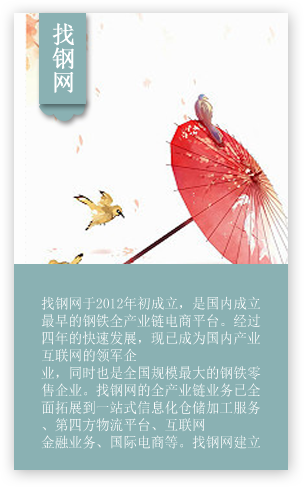 找钢网
找钢网于2012年初成立，是国内成立
最早的钢铁全产业链电商平台。经过
四年的快速发展，现已成为国内产业
互联网的领军企
业，同时也是全国规模最大的钢铁零
售企业。找钢网的全产业链业务已全
面拓展到一站式信息化仓储加工服务
、第四方物流平台、互联网
金融业务、国际电商等。找钢网建立